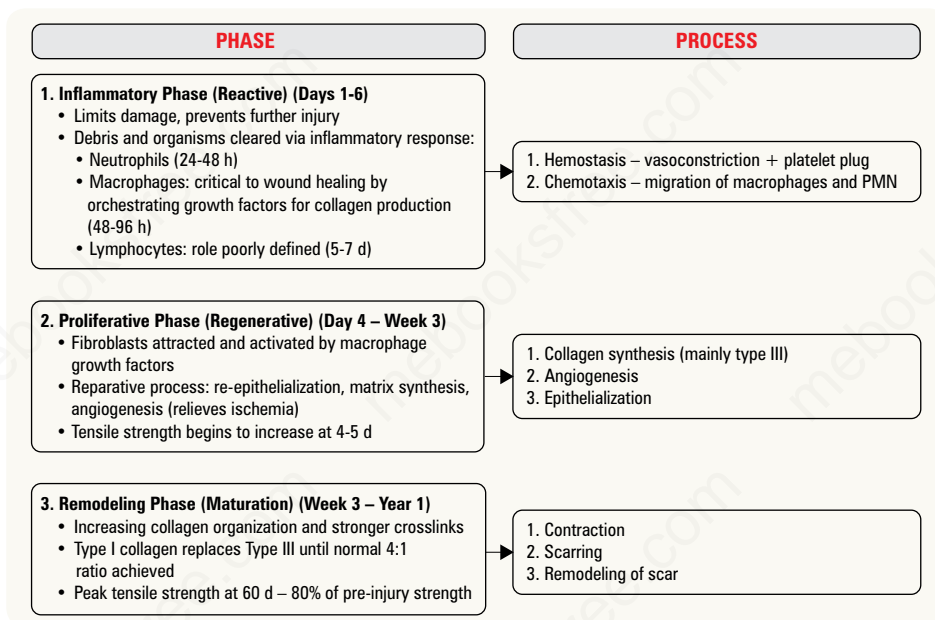 PHASE
PROCESS
1. Inflammatory Phase (Reactive) (Days 1-6)
• Limits damage, prevents further injury
• Debris and organisms cleared via inflammatory response:
• Neutrophils (24-48 h)
• Macrophages: critical to wound healing by
orchestrating growth factors for collagen production
(48-96 h)
• Lymphocytes: role poorly defined (5-7 d)
1. Hemostasis – vasoconstriction + platelet plug
2. Chemotaxis – migration of macrophages and PMN
2. Proliferative Phase (Regenerative) (Day 4 – Week 3)
• Fibroblasts attracted and activated by macrophage
growth factors
• Reparative process: re-epithelialization, matrix synthesis,
angiogenesis (relieves ischemia)
• Tensile strength begins to increase at 4-5 d
1. Collagen synthesis (mainly type III)
2. Angiogenesis
3. Epithelialization
3. Remodeling Phase (Maturation) (Week 3 – Year 1)
• Increasing collagen organization and stronger crosslinks
• Type I collagen replaces Type III until normal 4:1
ratio achieved
• Peak tensile strength at 60 d – 80% of pre-injury strength
1. Contraction
2. Scarring
3. Remodeling of scar